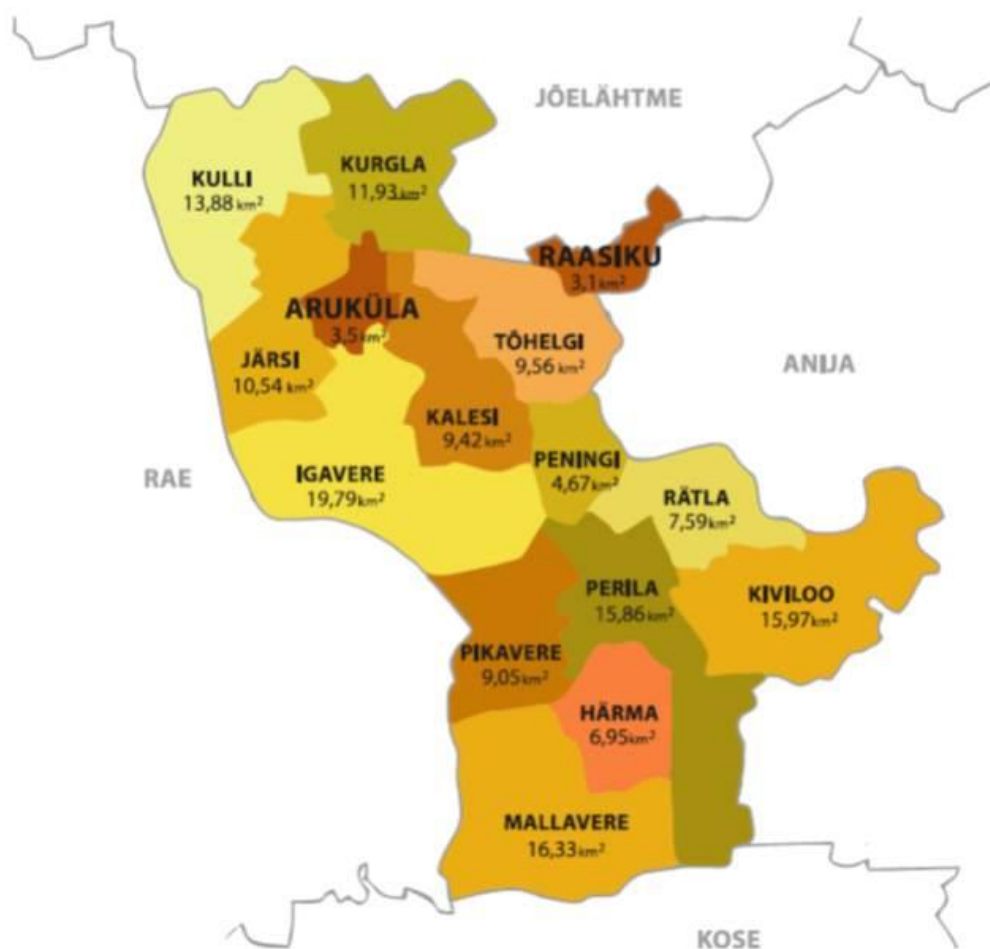 JÕELÄHTME
KURGLA
11,93 km²
KULLI
13,88 km²
RAASIKU
3,1 km²
ARUKÜLA
3,5 km²
TÕHELGI
9,56 km²
JÄRSI
10,54 km²
ANIJA
KALESI
9,42 km²
PENINGI
4,67 km²
IGAVERE
19,79 km²
RAE
RÄTLA
7,59 km²
PERILA
15,86 km²
KIVILOO
15,97 km²
PIKAVERE
9,05 km²
HÄRMA
6,95 km²
MALLAVERE
16,33 km²
KOSE